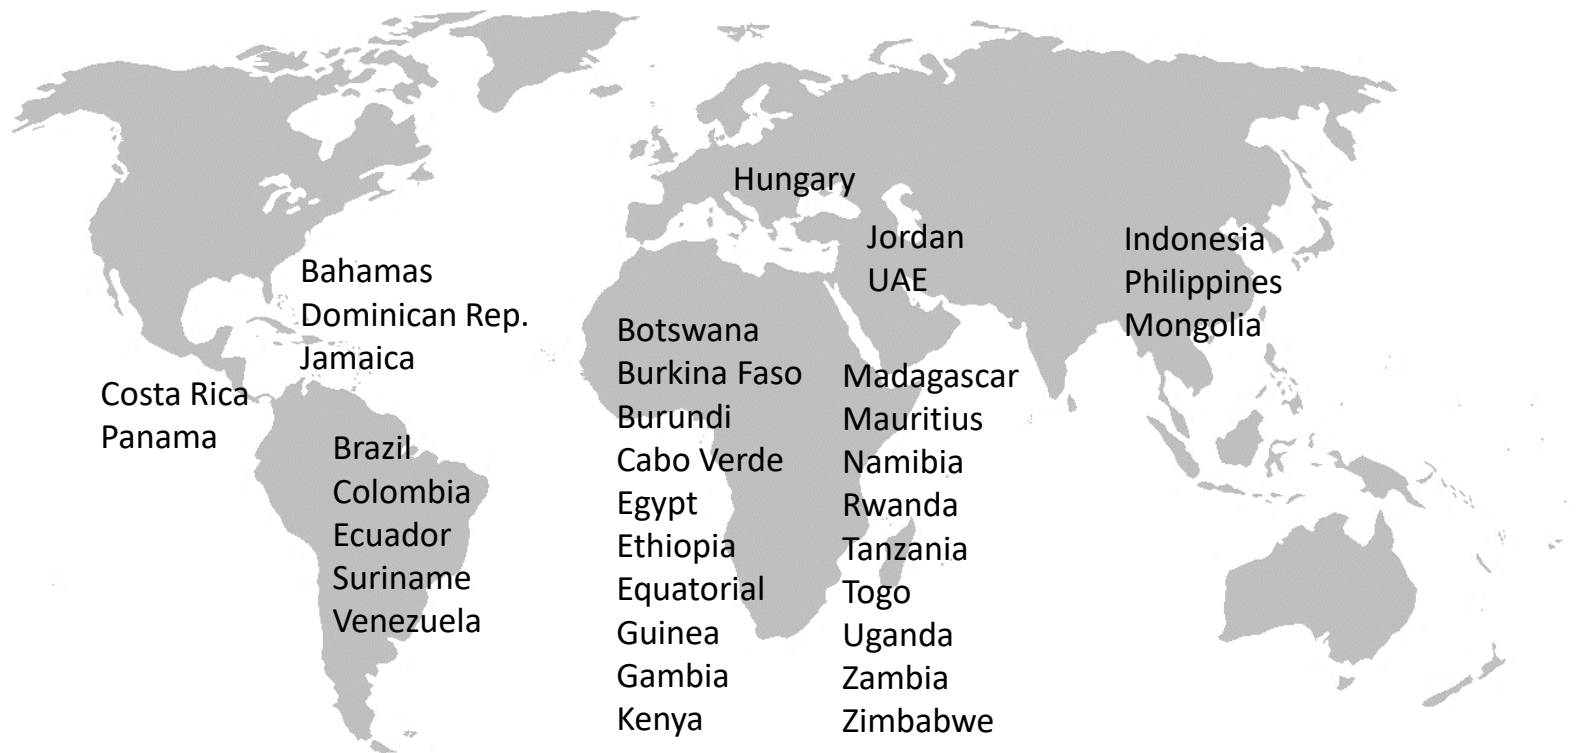 Hungary
Jordan
UAE
Indonesia
Philippines
Mongolia
Bahamas
Dominican Rep.
Jamaica
Costa Rica
Panama
Brazil
Colombia
Ecuador
Suriname
Venezuela
Botswana
Burkina Faso
Burundi
Cabo Verde
Egypt
Ethiopia
Equatorial
Guinea
Gambia
Kenya
Madagascar
Mauritius
Namibia
Rwanda
Tanzania
Togo
Uganda
Zambia
Zimbabwe